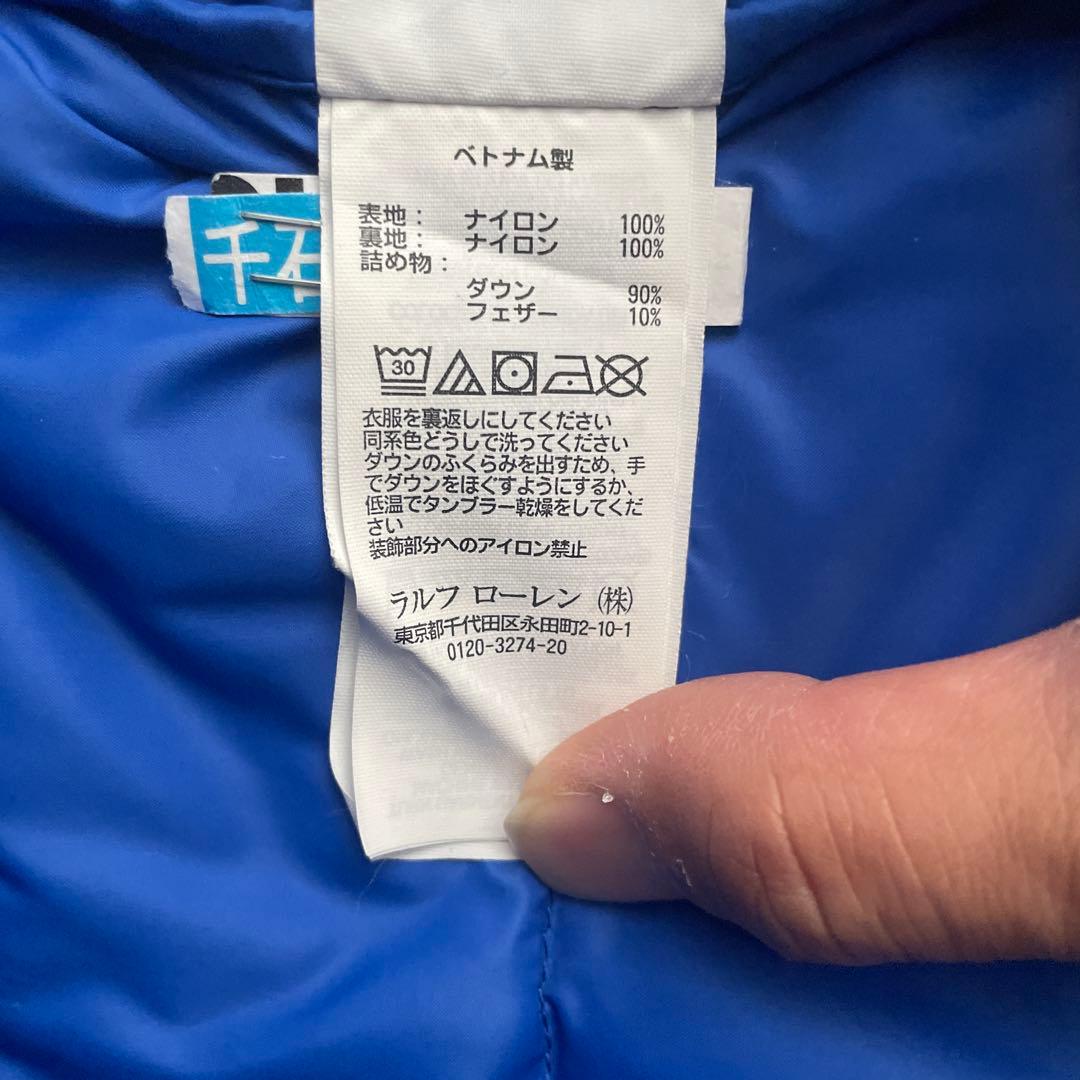 ベトナム製
千石
表地： ナイロン 100%
裏地： ナイロン 100%
詰め物：
ダウン 90%
フェザー 10%
30
衣服を裏返しにしてください
同系色どうしで洗ってください
ダウンのふくらみを出すため、手
でダウンをほぐすようにするか、
低温でタンブラー乾燥をしてくだ
さい
装飾部分へのアイロン禁止
ラルフ ローレン (株)
東京都千代田区永田町2-10-1
0120-3274-20